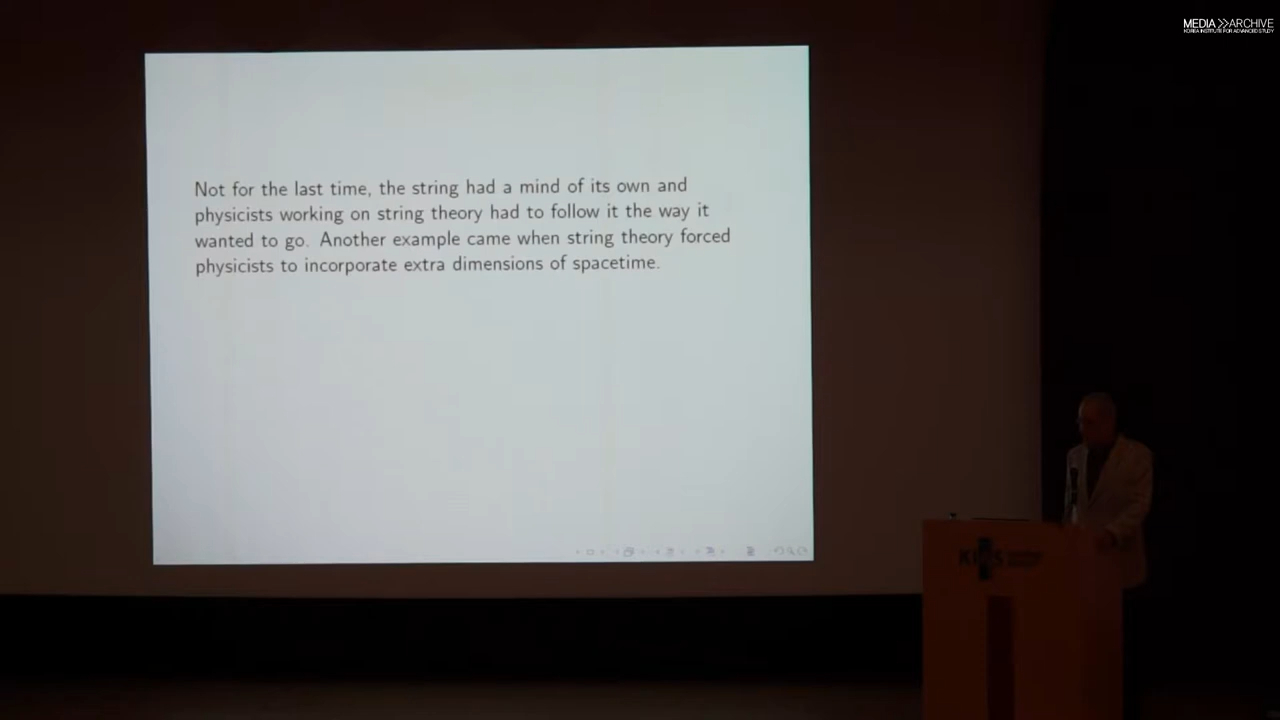 MEDIA >>ARCHIVE
KOREA INSTITUTE FOR ADVANCED STUDY
Not for the last time, the string had a mind of its own and
physicists working on string theory had to follow it the way it
wanted to go. Another example came when string theory forced
physicists to incorporate extra dimensions of spacetime.